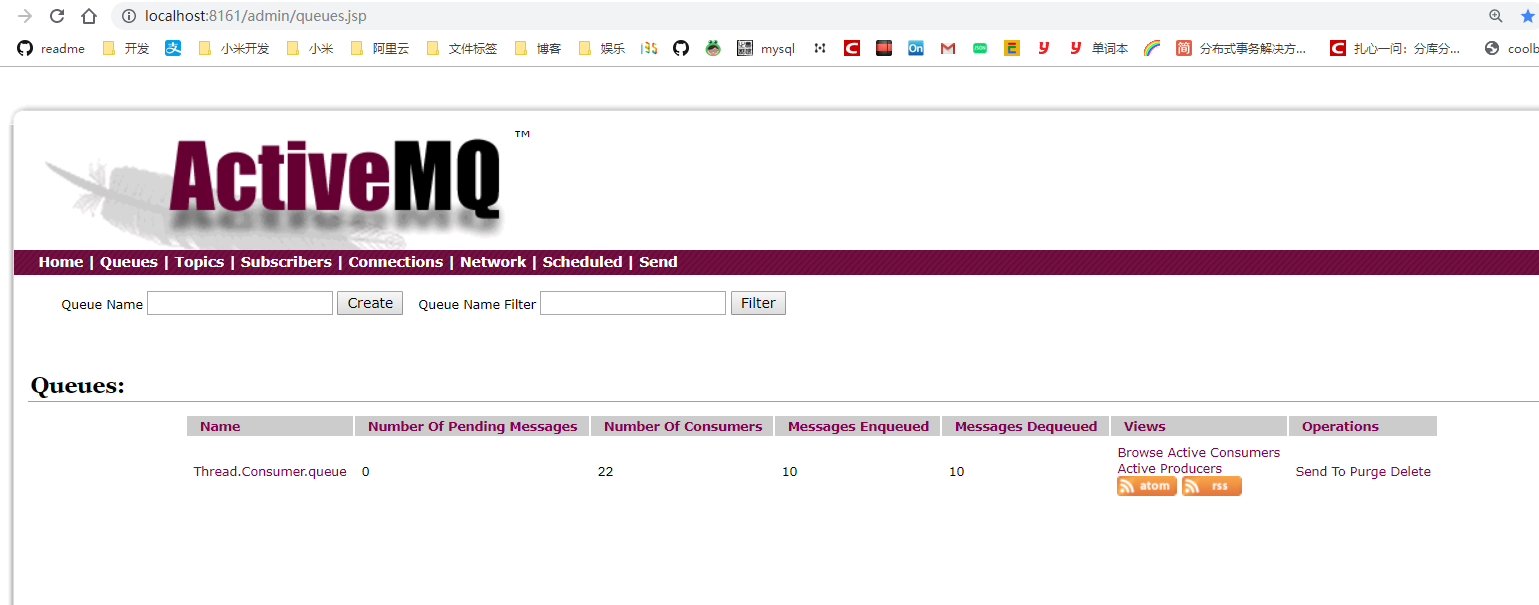 localhost:8161/admin/queues.jsp
readme 开发 支 小米开发 小米 阿里云 文件标签 博客 娱乐 mysql C On M E y y 单词本 简 分布式事务解决方... C 扎心一问：分库分... coolb
ActiveMQ™
Home | Queues | Topics | Subscribers | Connections | Network | Scheduled | Send
Queue Name Create Queue Name Filter Filter
Queues:
Name Number Of Pending Messages Number Of Consumers Messages Enqueued Messages Dequeued Views Operations
Thread.Consumer.queue 0 22 10 10 Browse Active Consumers
Active Producers
atom rss
Send To Purge Delete